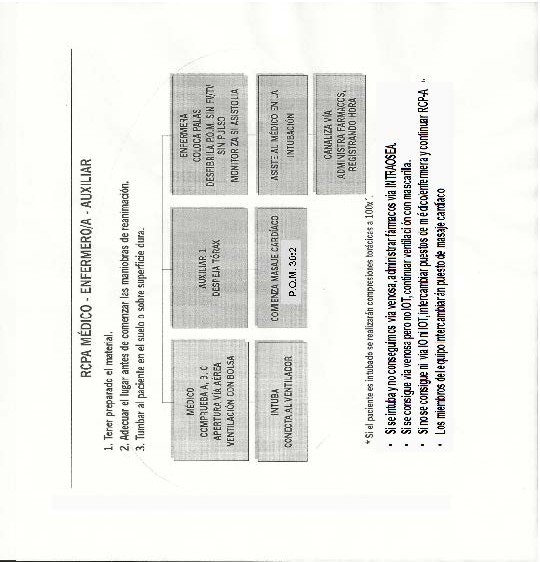 RCPA MÉDICO - ENFERMERO/A - AUXILIAR
1. Tener preparado el material.
2. Adecuar el lugar antes de comenzar las maniobras de reanimación.
3. Tumbar al paciente en el suelo o sobre superficie dura.
MÉDICO
COMPTUEBA A, B, C
APERTURA VÍA AÉREA
VENTILACIÓN CON BOLSA
AUXILIAR 1
DESPEJA TÓRAX
ENFERMERA
COLOCA PALAS
DESFIBRILA P.O.M. SIN FV/TV
SIN PULSO
MONITORIZA SI ASISTOLIA
INTUBA
CONECTA AL VENTILADOR
COMIENZA MASAJE CARDÍACO
P.Q.M. 30:2
ASISTE AL MÉDICO EN LA
INTUBACIÓN
CANALIZA VÍA
ADMINISTRA FÁRMACOS,
REGISTRANDO HORA
* Si el paciente es intubado se realizarán compresiones torácicas a 100x'.
• Si se intuba y no conseguimos vía venosa, administrar fármacos vía INTRAOSEA.
• Si se consigue vía venosa pero no IOT, continuar ventilación con mascarilla.
• Si no se consigue ni vía IO ni IOT, intercambiar puestos de médico/enfermera y continuar RCP-A
• Los miembros del equipo intercambiarán puesto de masaje cardiaco